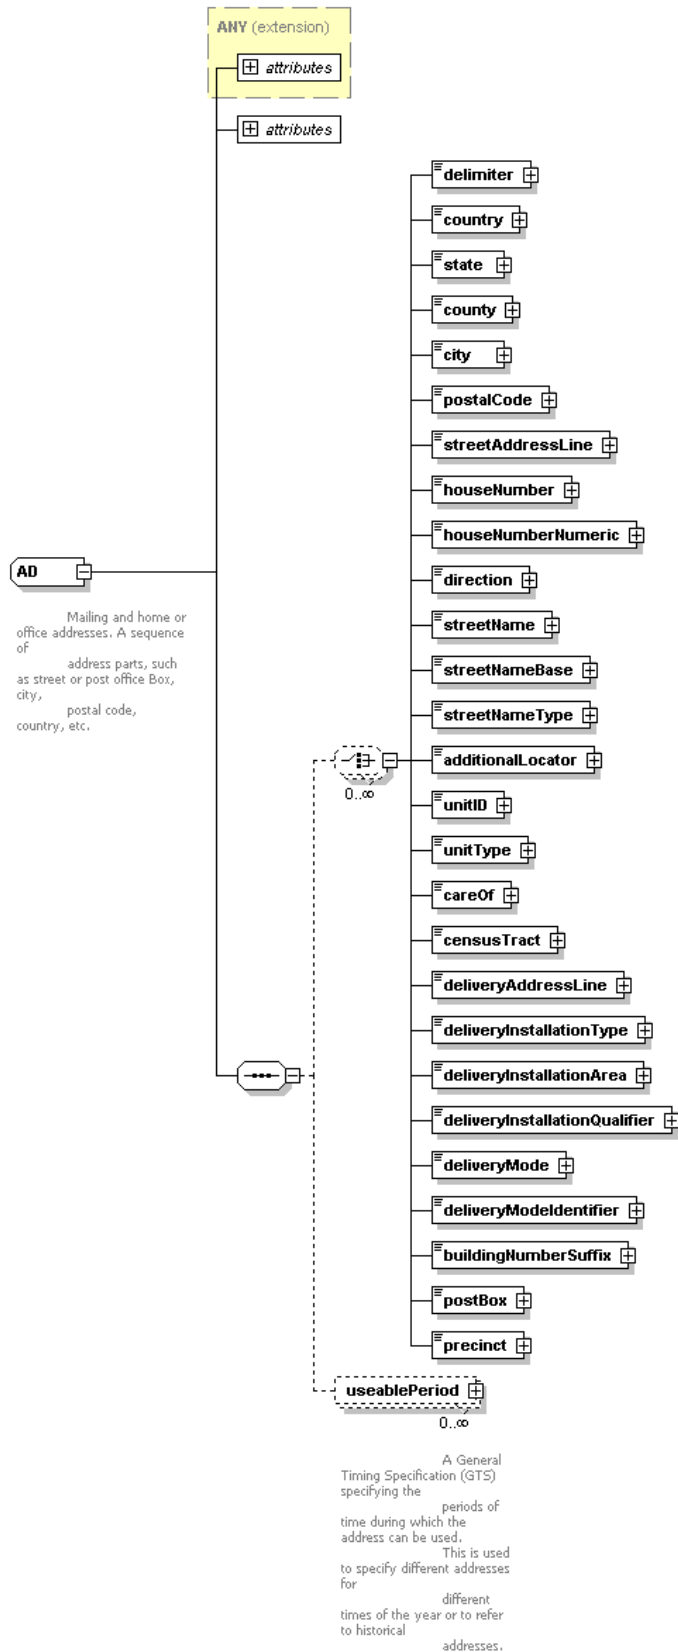 ANY (extension)
attributes
attributes
delimiter
country
state
county
city
postalCode
streetAddressLine
houseNumber
houseNumberNumeric
direction
streetName
streetNameBase
streetNameType
additionalLocator
unitID
unitType
careOf
censusTract
deliveryAddressLine
deliveryInstallationType
deliveryInstallationArea
deliveryInstallationQualifier
deliveryMode
deliveryModeIdentifier
buildingNumberSuffix
postBox
precinct
AD
Mailing and home or
office addresses. A sequence
of
address parts, such
as street or post office Box,
city,
postal code,
country, etc.
0..∞
useablePeriod
0..∞
A General
Timing Specification (GTS)
specifying the
periods of
time during which the
address can be used.
This is used
to specify different addresses
for
different
times of the year or to refer
to historical
addresses.